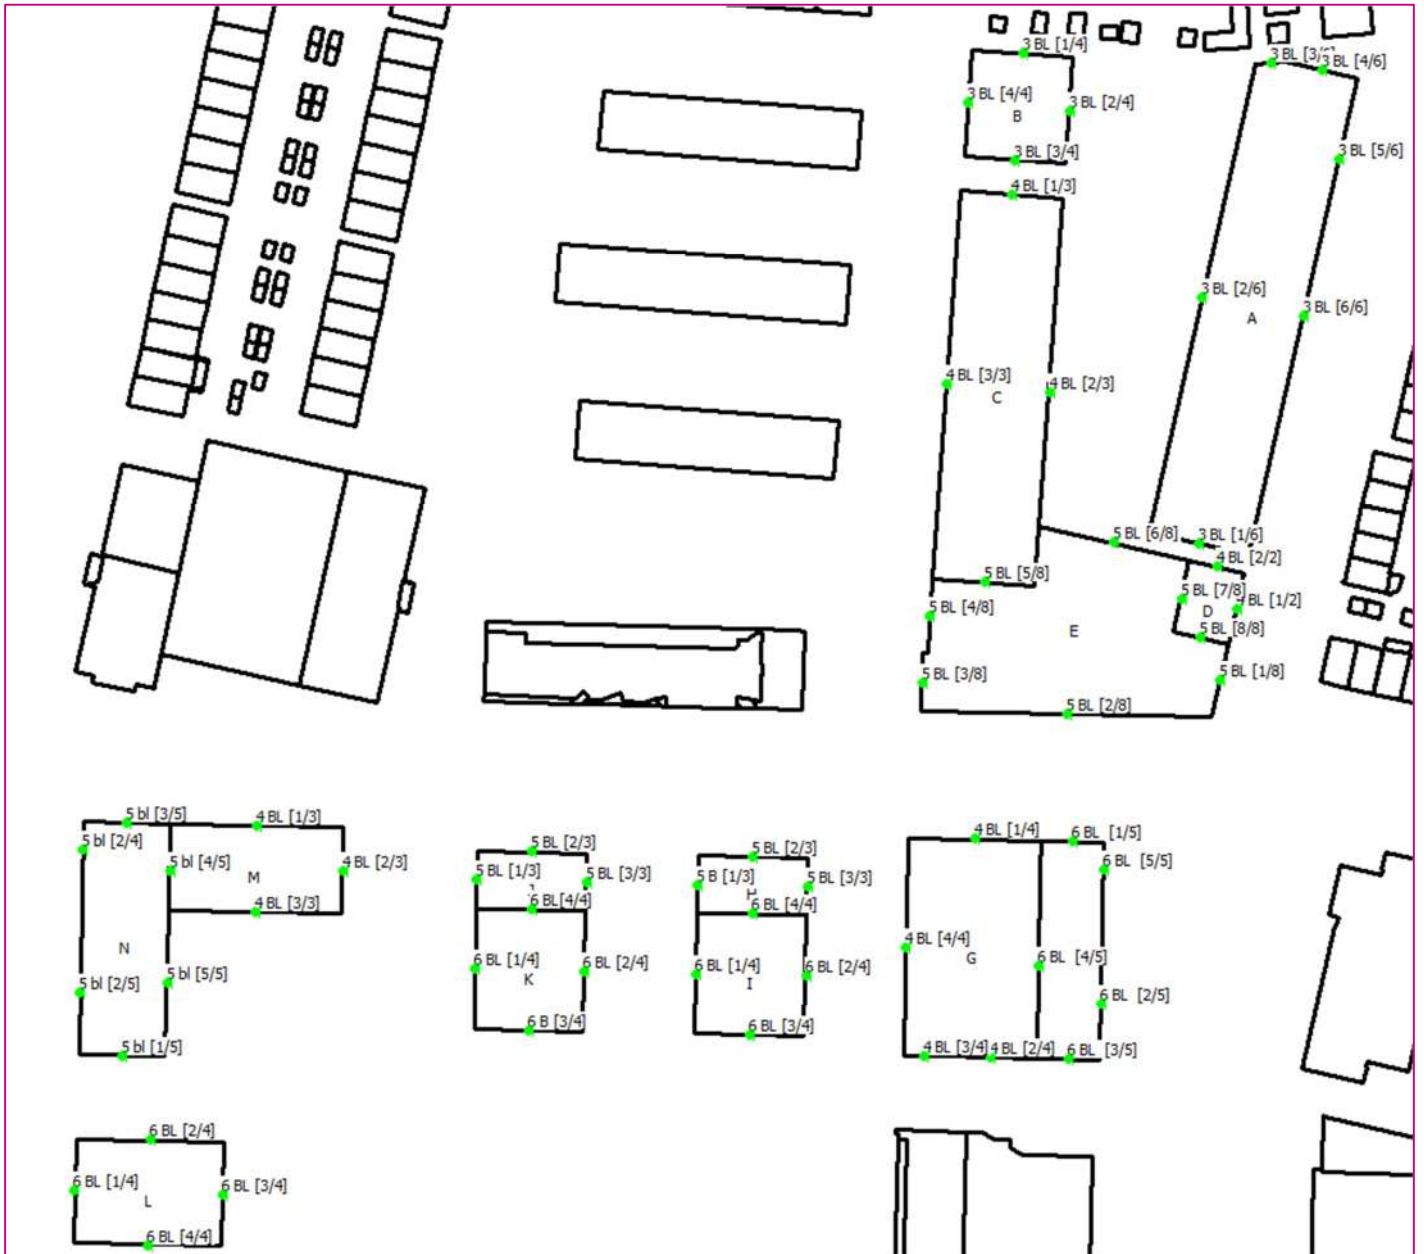 3 BL [1/4]
3 BL [4/6]
3 BL [4/4]
3 BL [2/4]
B
3 BL [3/4]
3 BL [5/6]
4 BL [1/3]
3 BL [2/6]
3 BL [6/6]
A
4 BL [3/3]
4 BL [2/3]
C
5 BL [6/8]
3 BL [1/6]
4 BL [2/2]
5 BL [5/8]
5 BL [7/8]
BL [1/2]
5 BL [4/8]
D
E
5 BL [8/8]
5 BL [3/8]
5 BL [1/8]
5 BL [2/8]
5 bl [3/5]
4 BL [1/3]
5 bl [2/4]
5 bl [4/5]
4 BL [2/3]
M
4 BL [3/3]
N
5 bl [2/5]
5 bl [5/5]
5 bl [1/5]
5 BL [2/3]
5 BL [1/3]
5 BL [3/3]
6 BL [4/4]
6 BL [1/4]
6 BL [2/4]
K
6 B [3/4]
5 BL [2/3]
5 B [1/3]
5 BL [3/3]
6 BL [4/4]
6 BL [1/4]
6 BL [2/4]
I
6 BL [3/4]
4 BL [1/4]
6 BL [1/5]
6 BL [5/5]
4 BL [4/4]
G
6 BL [4/5]
6 BL [2/5]
4 BL [3/4]
4 BL [2/4]
6 BL [3/5]
6 BL [2/4]
6 BL [1/4]
6 BL [3/4]
L
6 BL [4/4]